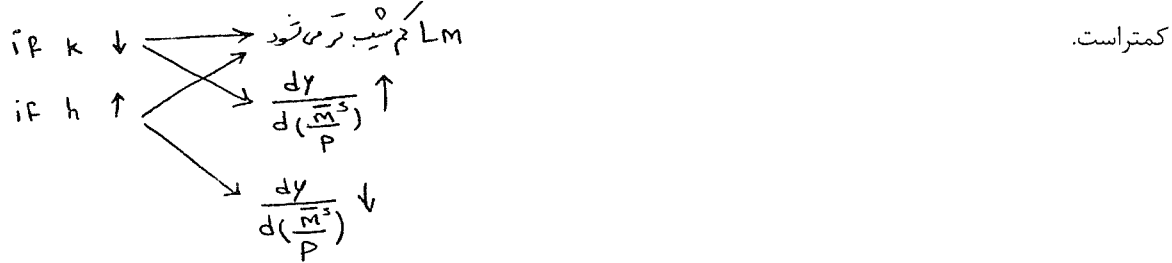 کمتراست.
if k ↓ LM کم شیب تر می شود
dy / d(m̅ˢ/p) ↑
if h ↑
dy / d(m̅ˢ/p) ↓